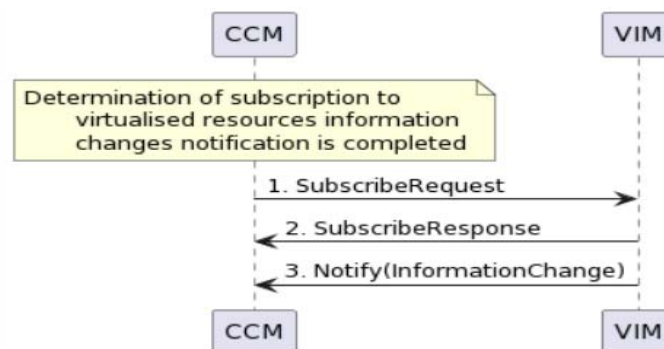 CCM
VIM
Determination of subscription to
virtualised resources information
changes notification is completed
1. SubscribeRequest
2. SubscribeResponse
3. Notify(InformationChange)
CCM
VIM